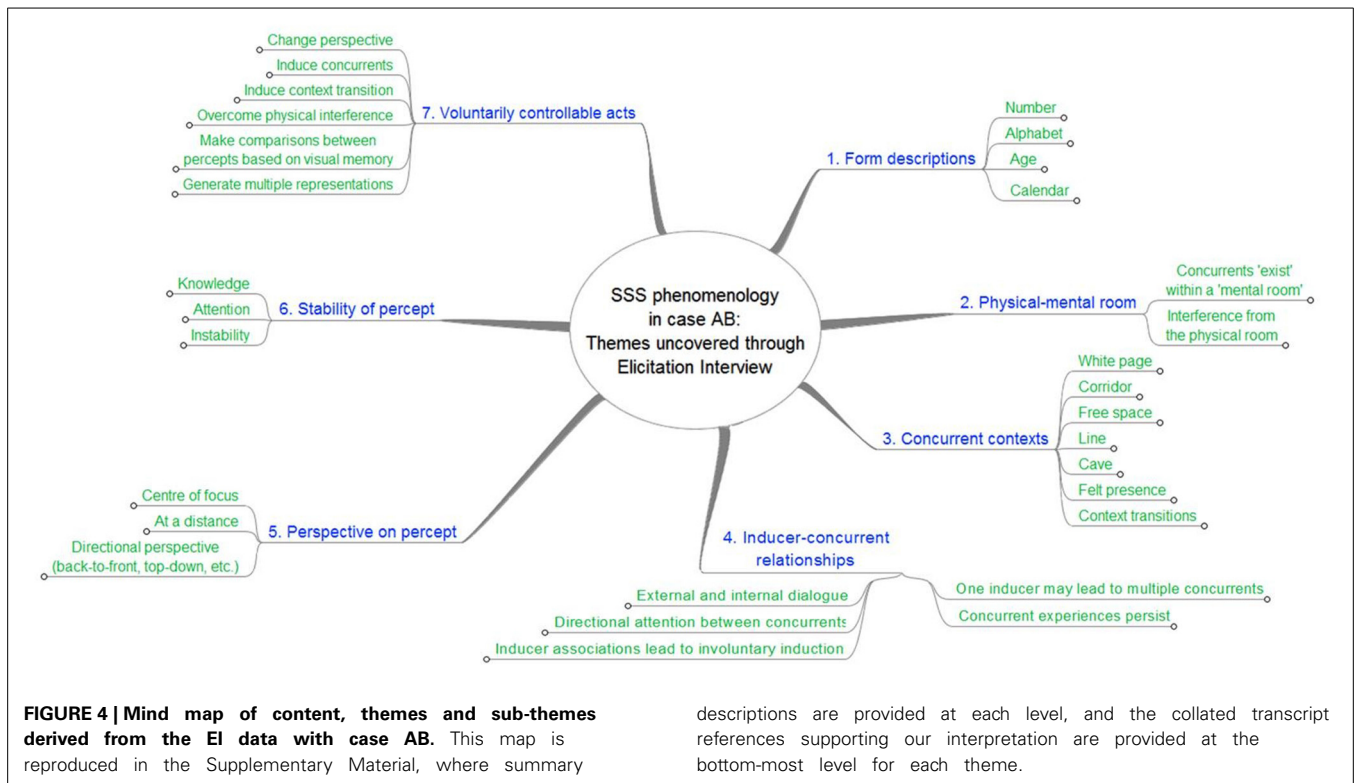 SSS phenomenology
in case AB:
Themes uncovered through
Elicitation Interview
1. Form descriptions
Number
Alphabet
Age
Calendar
2. Physical-mental room
Concurrents 'exist'
within a 'mental room'
Interference from
the physical room
3. Concurrent contexts
White page
Corridor
Free space
Line
Cave
Felt presence
Context transitions
4. Inducer-concurrent
relationships
One inducer may lead to multiple concurrents
Concurrent experiences persist
External and internal dialogue
Directional attention between concurrents
Inducer associations lead to involuntary induction
5. Perspective on percept
Centre of focus
At a distance
Directional perspective
(back-to-front, top-down, etc.)
6. Stability of percept
Knowledge
Attention
Instability
7. Voluntarily controllable acts
Change perspective
Induce concurrents
Induce context transition
Overcome physical interference
Make comparisons between
percepts based on visual memory
Generate multiple representations
FIGURE 4 | Mind map of content, themes and sub-themes
derived from the EI data with case AB. This map is
reproduced in the Supplementary Material, where summary
descriptions are provided at each level, and the collated transcript
references supporting our interpretation are provided at the
bottom-most level for each theme.